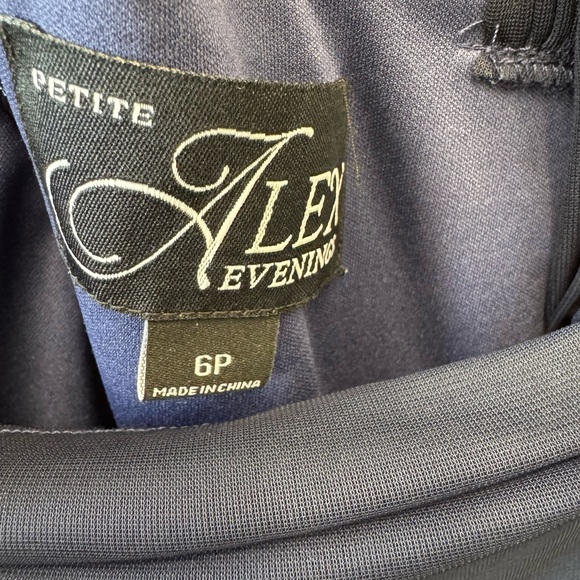 PETITE
ALEX
EVENINGS
6P
MADE IN CHINA